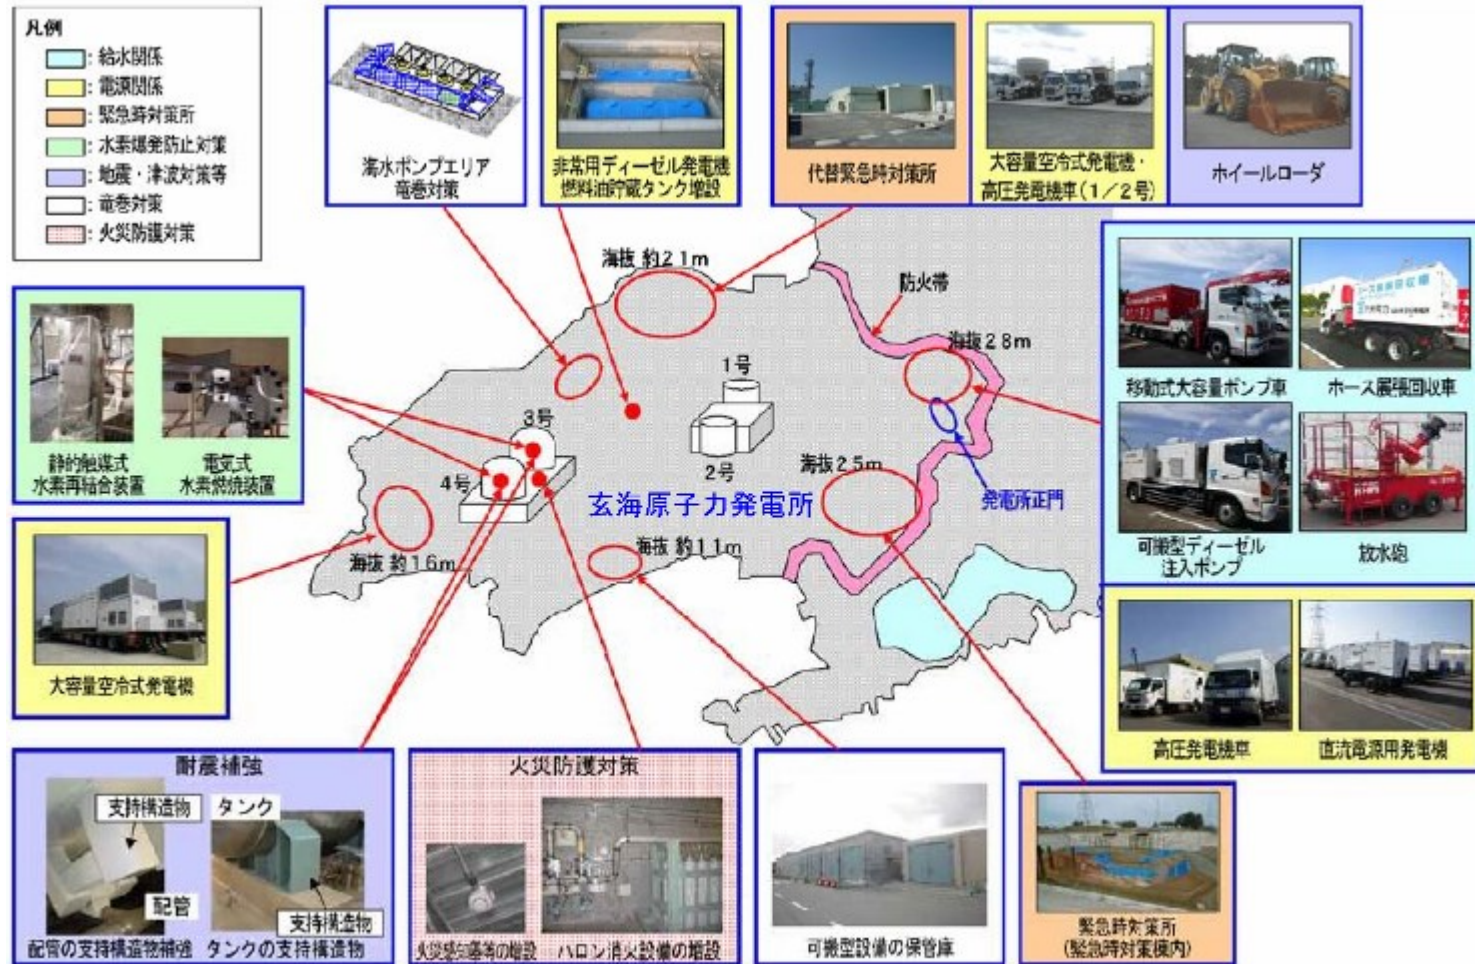 凡例
: 給水関係
: 電源関係
: 緊急時対策所
: 水素爆発防止対策
: 地震・津波対策等
: 竜巻対策
: 火災防護対策
海水ポンプエリア
竜巻対策
非常用ディーゼル発電機
燃料油貯蔵タンク増設
代替緊急時対策所
大容量空冷式発電機・
高圧発電機車(1/2号)
ホイールローダ
海抜 約21m
防火帯
海抜28m
移動式大容量ポンプ車
ホース展張回収車
静的触媒式
水素再結合装置
電気式
水素燃焼装置
1号
3号
2号
4号
海抜25m
玄海原子力発電所
発電所正門
可搬型ディーゼル
注入ポンプ
放水砲
海抜 約16m
海抜 約11m
大容量空冷式発電機
高圧発電機車
直流電源用発電機
耐震補強
支持構造物
タンク
配管
支持構造物
配管の支持構造物補強
タンクの支持構造物
火災防護対策
火災感知器等の増設
ハロン消火設備の増設
可搬型設備の保管庫
緊急時対策所
(緊急時対策棟内)